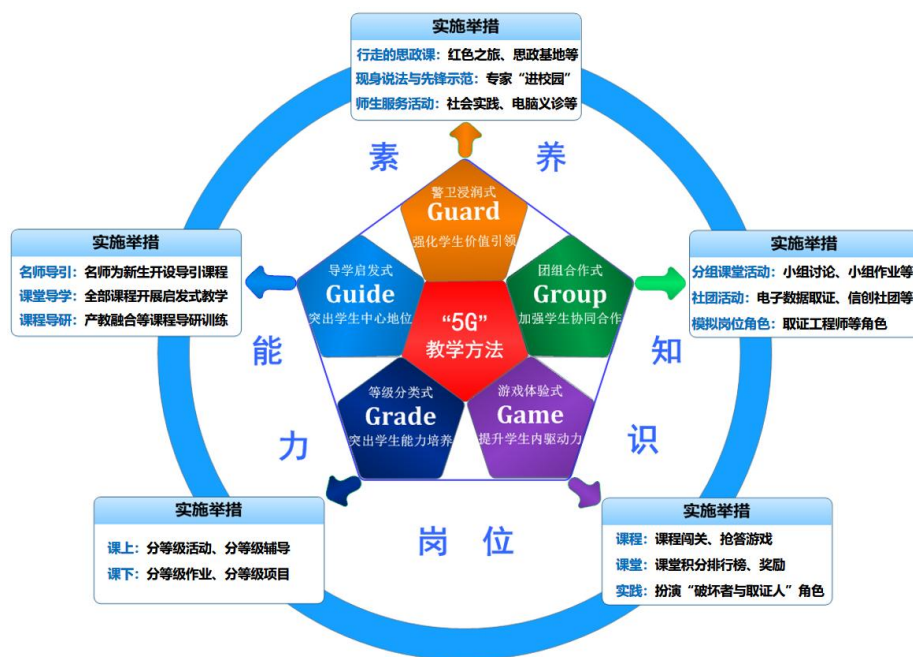 实施举措
行走的思政课：红色之旅、思政基地等
现身说法与先锋示范：专家“进校园”
师生服务活动：社会实践、电脑义诊等
素 养
警卫浸润式
Guard
强化学生价值引领
实施举措
名师导引：名师为新生开设导引课程
课堂导学：全部课程开展启发式教学
课程导研：产教融合等课程导研训练
导学启发式
Guide
突出学生中心地位
团组合作式
Group
加强学生协同合作
实施举措
分组课堂活动：小组讨论、小组作业等
社团活动：电子数据取证、信创社团等
模拟岗位角色：取证工程师等角色
“5G”
教学方法
能
力
知
识
等级分类式
Grade
突出学生能力培养
游戏体验式
Game
提升学生内驱动力
实施举措
课上：分等级活动、分等级辅导
课下：分等级作业、分等级项目
岗 位
实施举措
课程：课程闯关、抢答游戏
课堂：课堂积分排行榜、奖励
实践：扮演“破坏者与取证人”角色